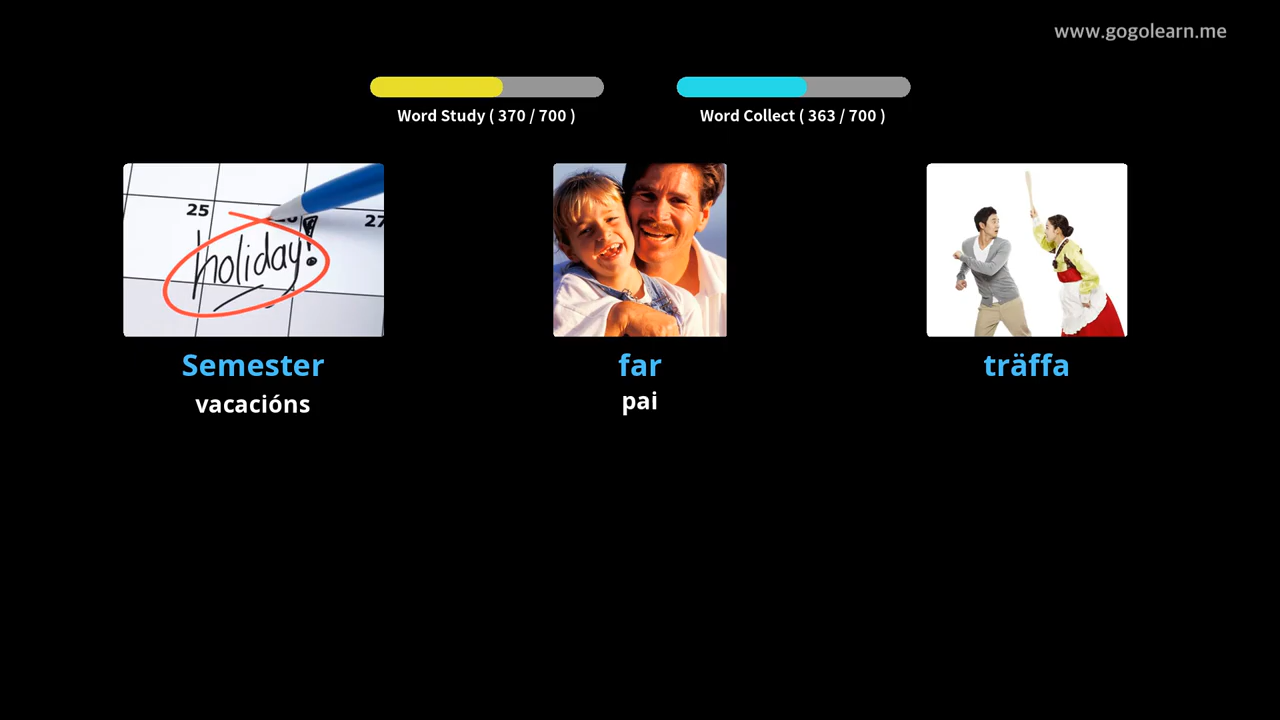 www.gogolearn.me
Word Study ( 370 / 700 )
Word Collect ( 363 / 700 )
25
27
holiday!
Semester
far
träffa
vacacións
pai